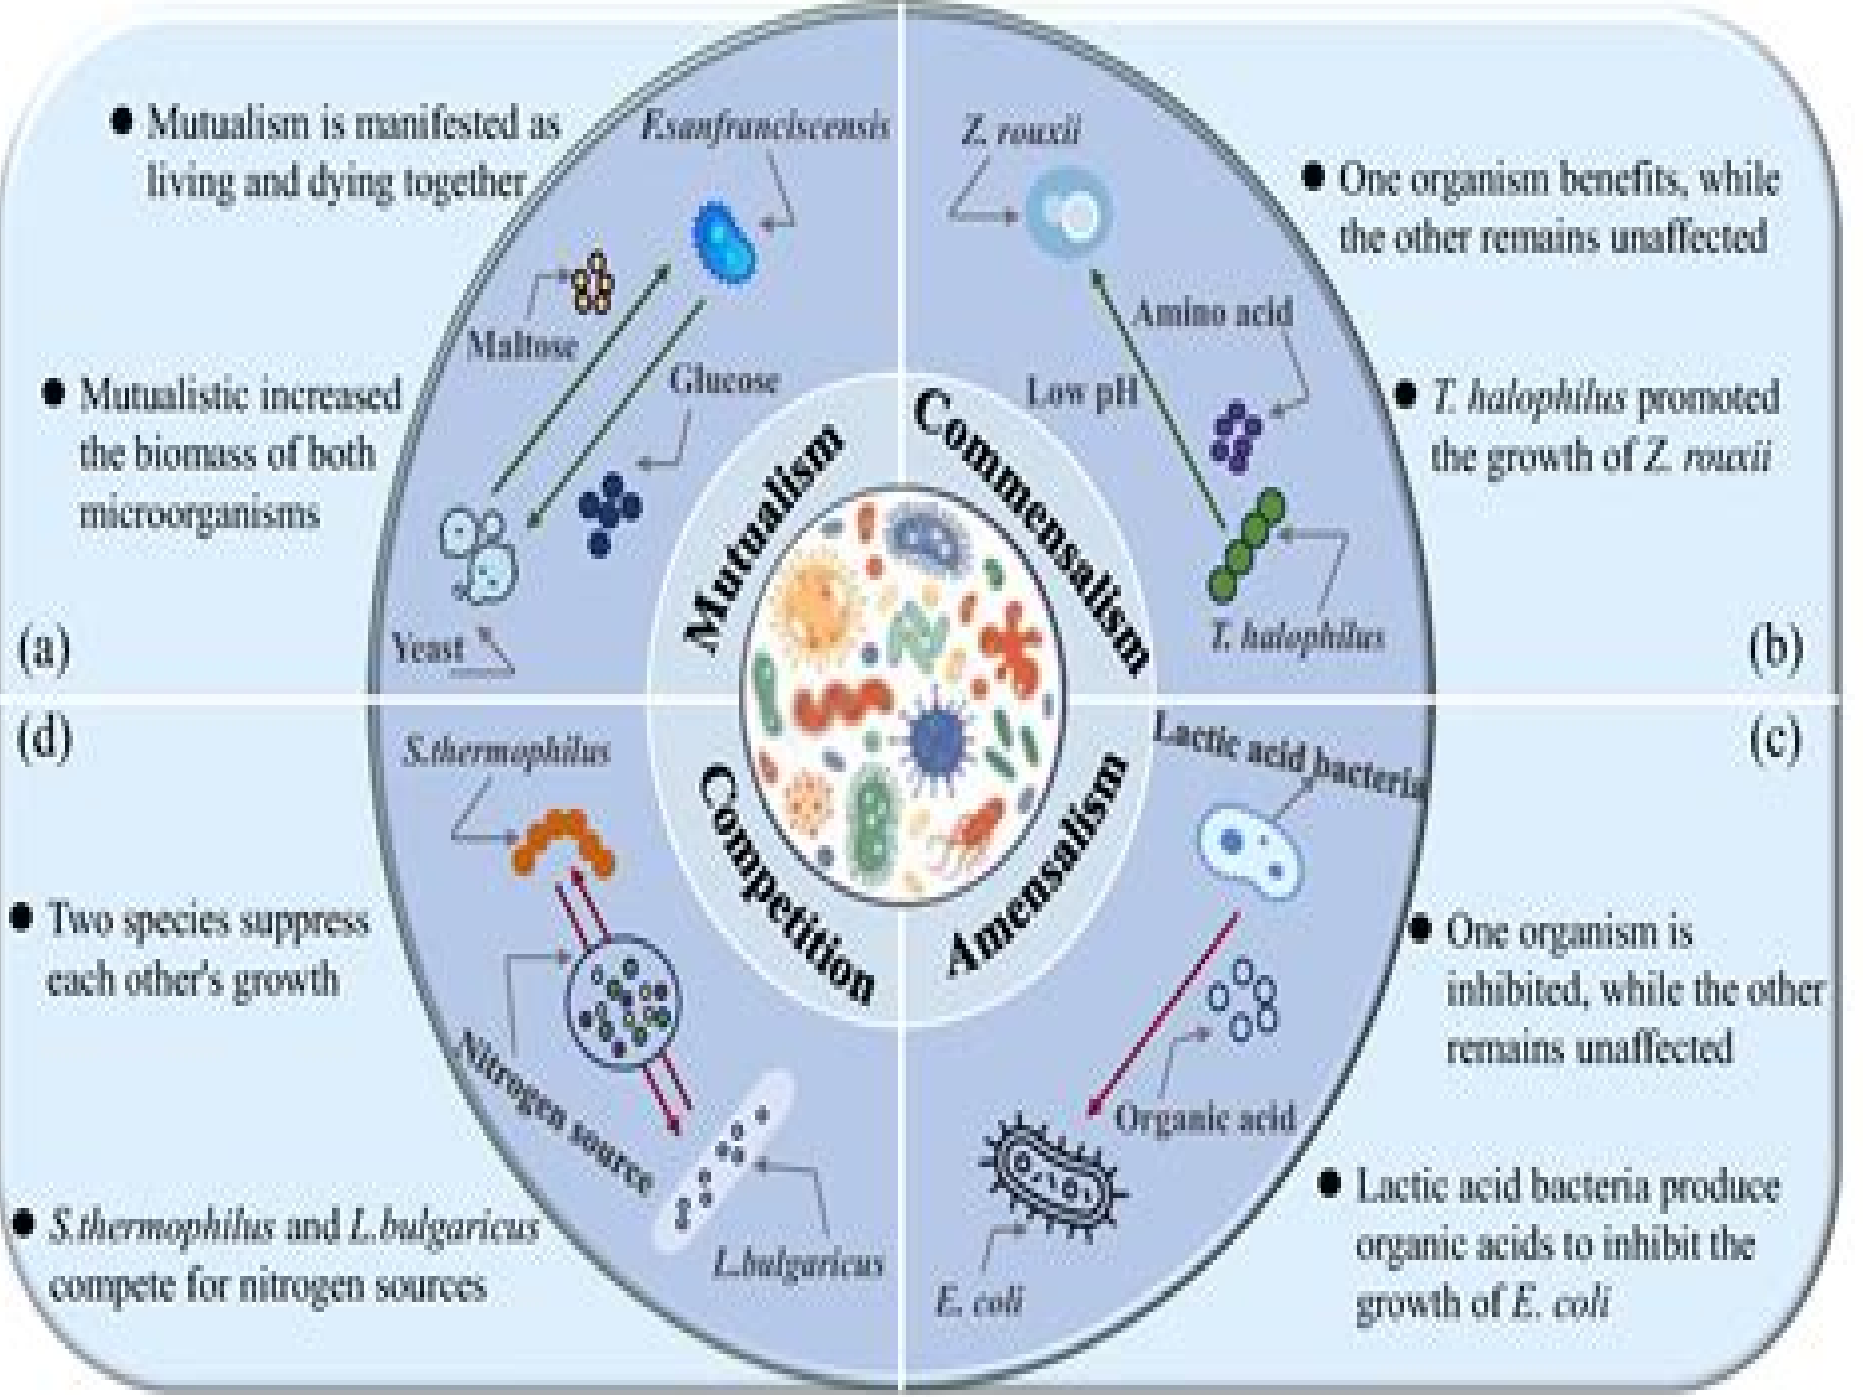 ● Mutualism is manifested as
living and dying together
● Mutualistic increased
the biomass of both
microorganisms
(a)
F.sanfranciscensis
Maltose
Glucose
Yeast
Mutualism
Z. rouxii
Amino acid
Low pH
T. halophilus
Commensalism
● One organism benefits, while
the other remains unaffected
● T. halophilus promoted
the growth of Z. rouxii
(b)
(d)
S.thermophilus
Nitrogen source
L.bulgaricus
Competition
● Two species suppress
each other's growth
● S.thermophilus and L.bulgaricus
compete for nitrogen sources
(c)
Lactic acid bacteria
Organic acid
E. coli
Amensalism
● One organism is
inhibited, while the other
remains unaffected
● Lactic acid bacteria produce
organic acids to inhibit the
growth of E. coli